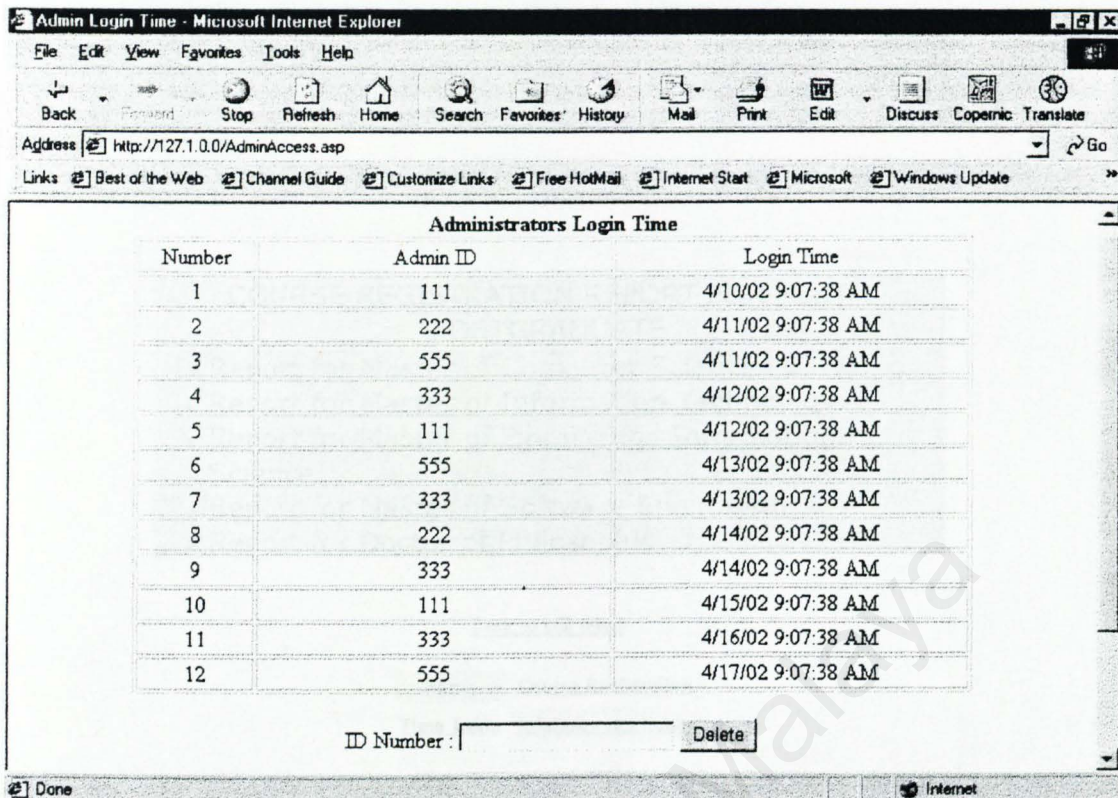 Admin Login Time - Microsoft Internet Explorer
File Edit View Favorites Tools Help
Back Forward Stop Refresh Home Search Favorites History Mail Print Edit Discuss Copernic Translate
Address http://127.1.0.0/AdminAccess.asp Go
Links Best of the Web Channel Guide Customize Links Free HotMail Internet Start Microsoft Windows Update
Administrators Login Time
Number Admin ID Login Time
1 111 4/10/02 9:07:38 AM
2 222 4/11/02 9:07:38 AM
3 555 4/11/02 9:07:38 AM
4 333 4/12/02 9:07:38 AM
5 111 4/12/02 9:07:38 AM
6 555 4/13/02 9:07:38 AM
7 333 4/13/02 9:07:38 AM
8 222 4/14/02 9:07:38 AM
9 333 4/14/02 9:07:38 AM
10 111 4/15/02 9:07:38 AM
11 333 4/16/02 9:07:38 AM
12 555 4/17/02 9:07:38 AM
ID Number : Delete
Done Internet